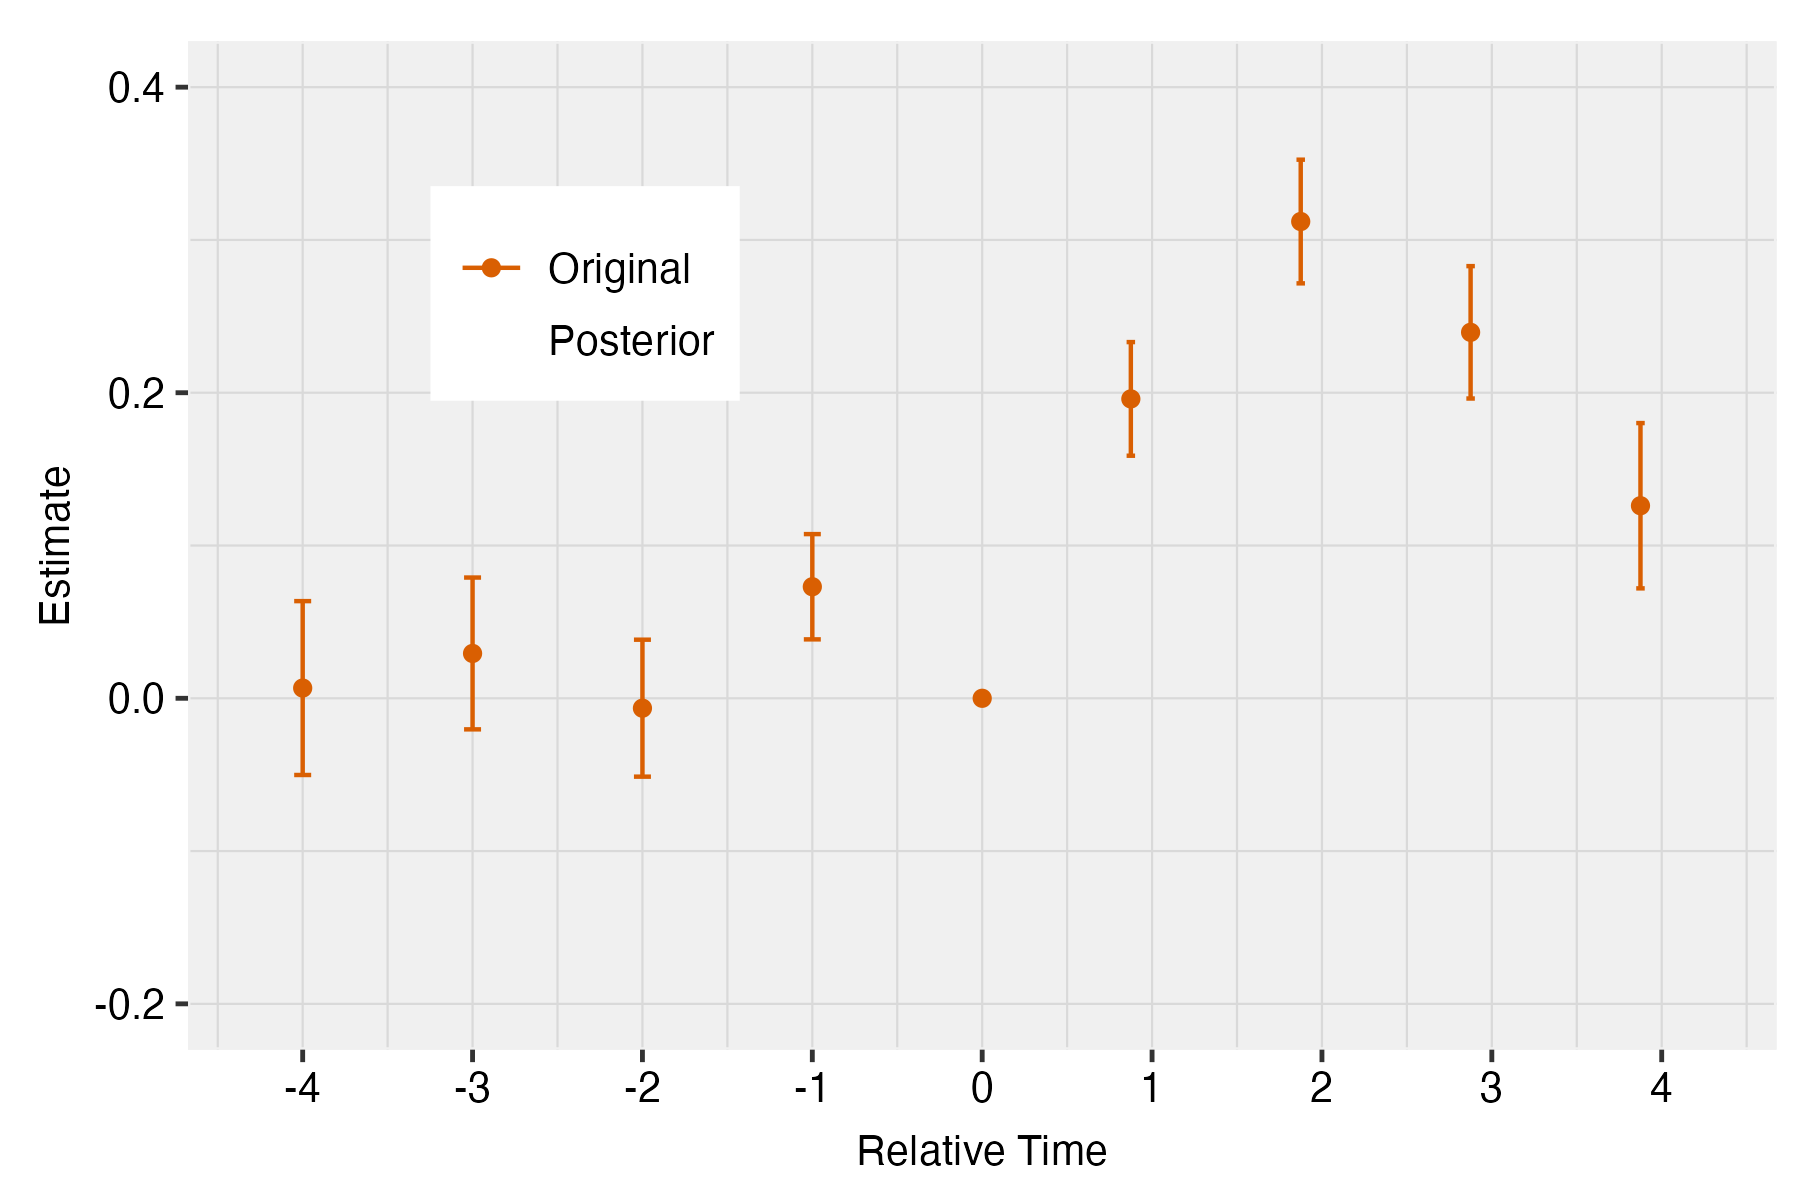 0.4
0.2
0.0
-0.2
Estimate
Original
Posterior
-4 -3 -2 -1 0 1 2 3 4
Relative Time